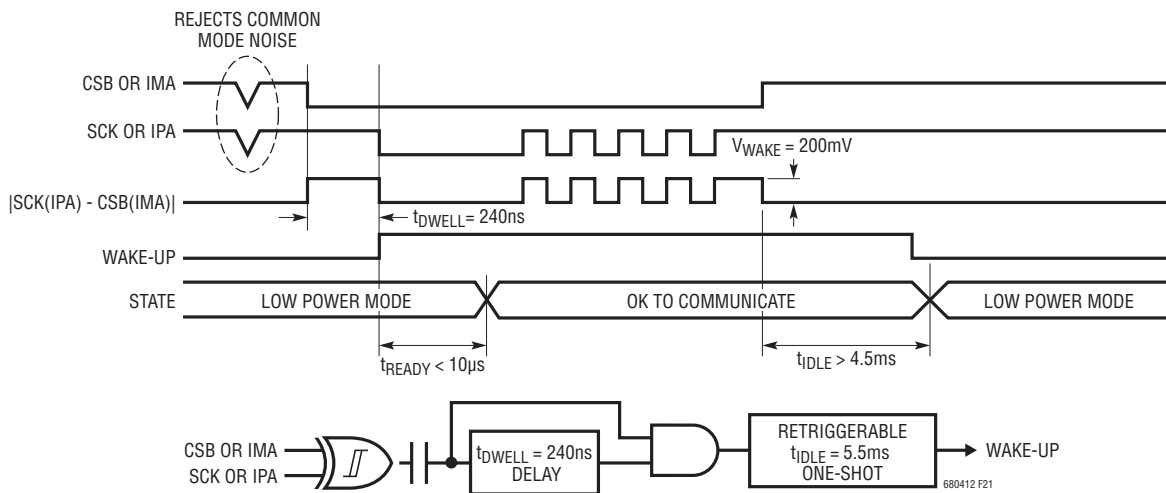 REJECTS COMMON
MODE NOISE
CSB OR IMA
SCK OR IPA
VWAKE = 200mV
|SCK(IPA) - CSB(IMA)|
tDWELL= 240ns
WAKE-UP
STATE
LOW POWER MODE
OK TO COMMUNICATE
LOW POWER MODE
tREADY < 10µs
tIDLE > 4.5ms
CSB OR IMA
SCK OR IPA
tDWELL = 240ns
DELAY
RETRIGGERABLE
tIDLE = 5.5ms
ONE-SHOT
WAKE-UP
680412 F21